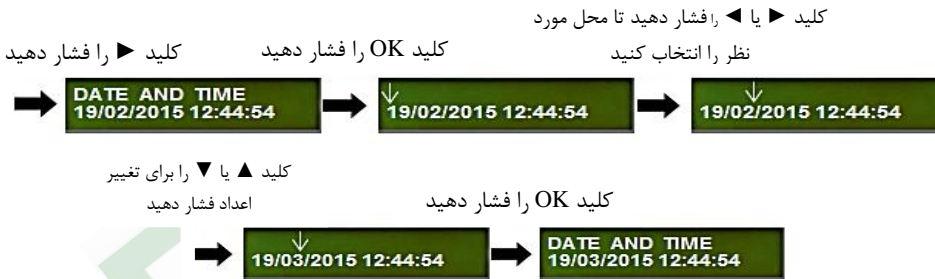 کلید ► یا ◄ را فشار دهید تا محل مورد
نظر را انتخاب کنید
کلید OK را فشار دهید
کلید ► را فشار دهید
DATE AND TIME
19/02/2015 12:44:54
↓
19/02/2015 12:44:54
↓
19/02/2015 12:44:54
کلید ▲ یا ▼ را برای تغییر
اعداد فشار دهید
کلید OK را فشار دهید
↓
19/03/2015 12:44:54
DATE AND TIME
19/03/2015 12:44:54